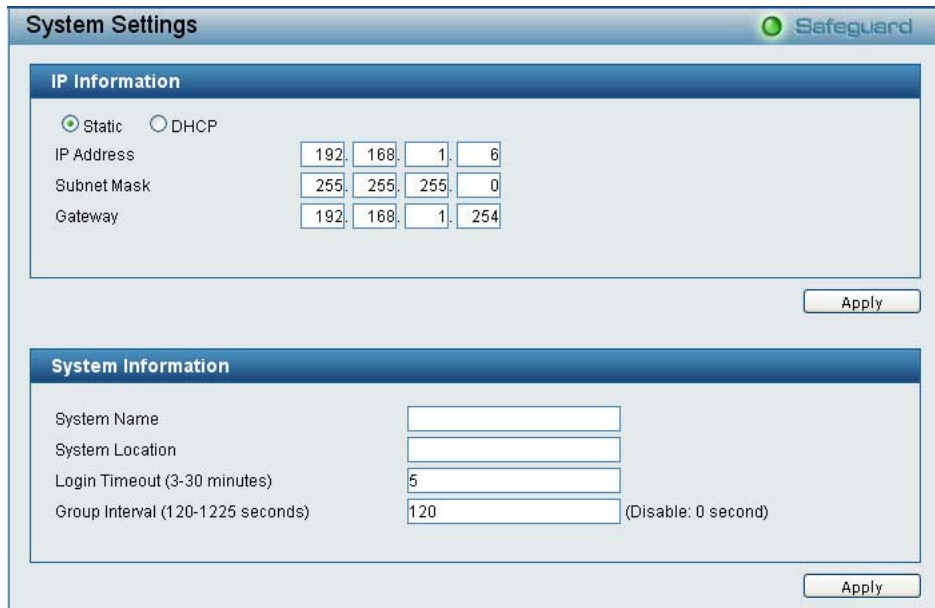 System Settings
Safeguard
IP Information
Static DHCP
IP Address 192. 168. 1. 6
Subnet Mask 255. 255. 255. 0
Gateway 192. 168. 1. 254
Apply
System Information
System Name
System Location
Login Timeout (3-30 minutes) 5
Group Interval (120-1225 seconds) 120 (Disable: 0 second)
Apply